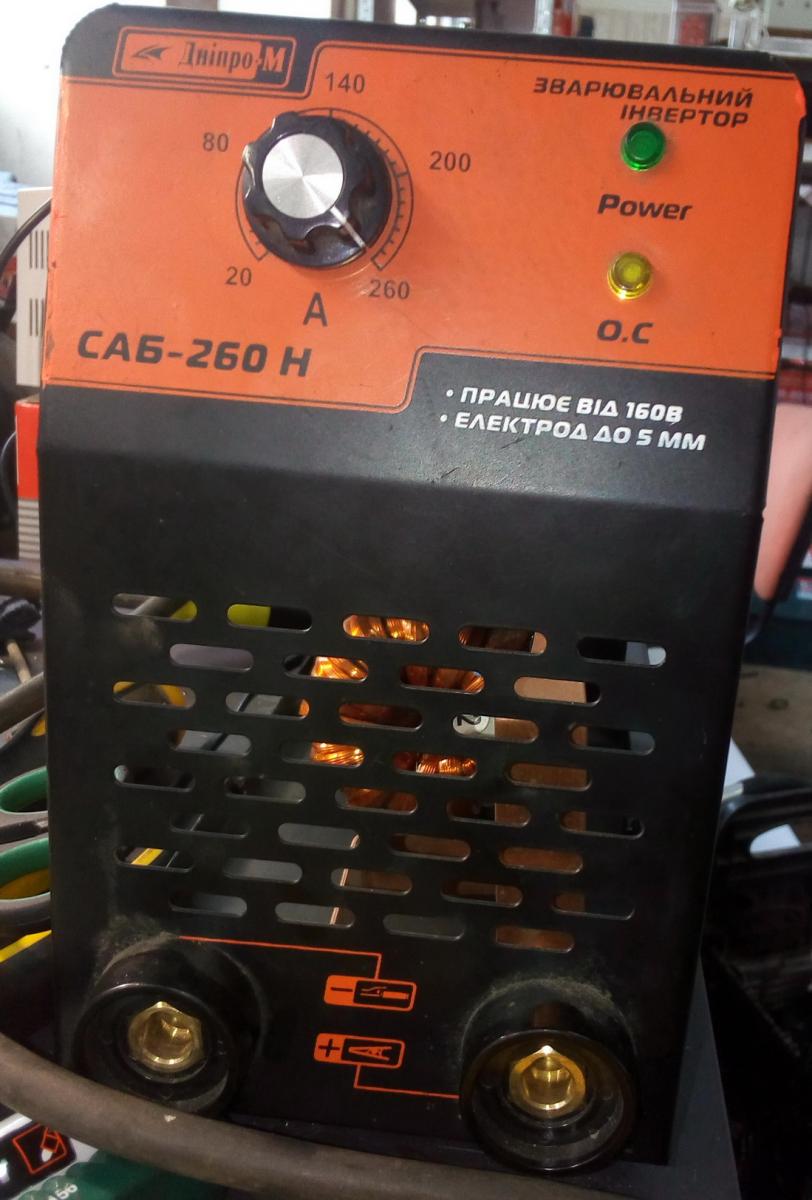 Дніпро-М
ЗВАРЮВАЛЬНИЙ
ІНВЕРТОР
140
80
200
20
260
A
Power
O.C
САБ-260 Н
• ПРАЦЮЄ ВІД 160В
• ЕЛЕКТРОД ДО 5 ММ
−
+